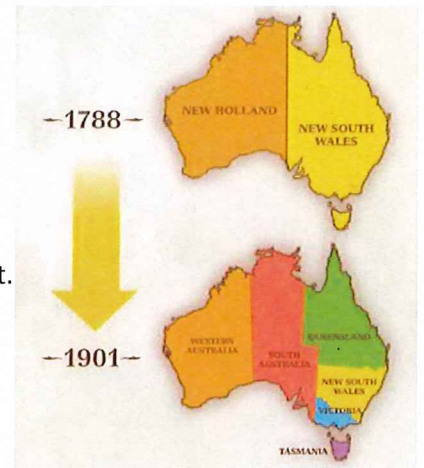 -1788-
NEW HOLLAND
NEW SOUTH
WALES
t.
-1901-
WESTERN
AUSTRALIA
SOUTH
AUSTRALIA
QUEENSLAND
NEW SOUTH
WALES
VICTORIA
TASMANIA